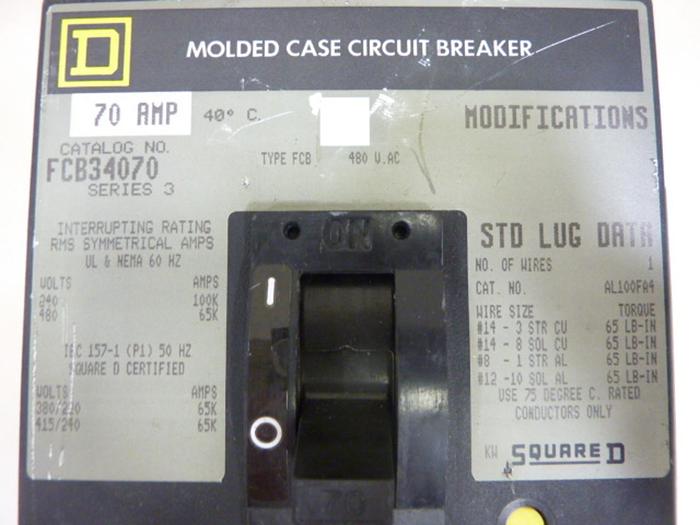 D
MOLDED CASE CIRCUIT BREAKER
70 AMP 40° C.
CATALOG NO.
FCB34070
SERIES 3
TYPE FCB 480 V.AC
MODIFICATIONS
INTERRUPTING RATING
RMS SYMMETRICAL AMPS
UL & NEMA 60 HZ
VOLTS AMPS
240 100K
480 65K
IEC 157-1 (P1) 50 HZ
SQUARE D CERTIFIED
VOLTS AMPS
380/220 65K
415/240 65K
ON
I
O
70
STD LUG DATA
NO. OF WIRES 1
CAT. NO. AL100FA4
WIRE SIZE TORQUE
#14 - 3 STR CU 65 LB-IN
#14 - 8 SOL CU 65 LB-IN
#8 - 1 STR AL 65 LB-IN
#12 -10 SOL AL 65 LB-IN
USE 75 DEGREE C. RATED
CONDUCTORS ONLY
KW SQUARE D